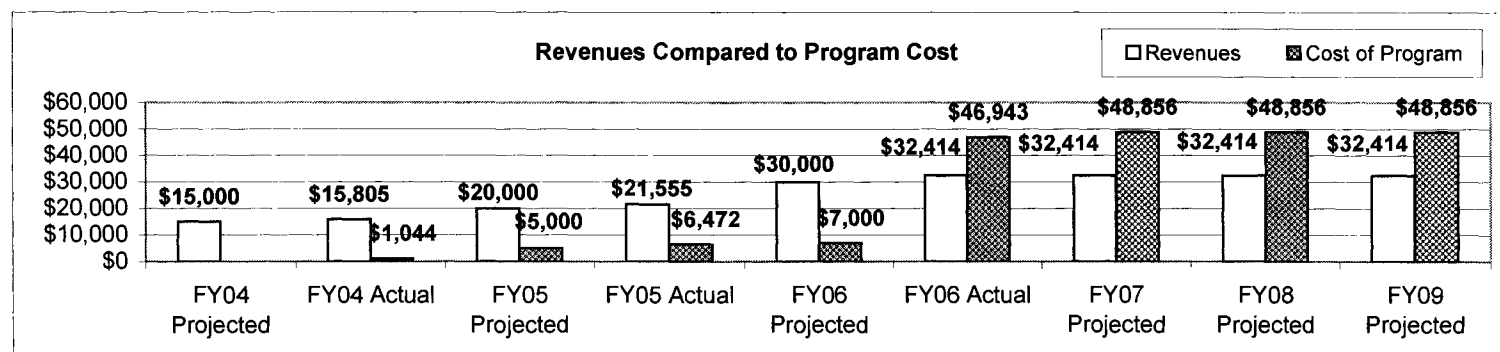 Revenues Compared to Program Cost
Revenues Cost of Program
$60,000
$50,000
$40,000
$30,000
$20,000
$10,000
$0
$15,000
$15,805
$1,044
$20,000
$5,000
$21,555
$6,472
$30,000
$7,000
$32,414
$46,943
$32,414
$48,856
$32,414
$48,856
$32,414
$48,856
FY04
Projected
FY04 Actual
FY05
Projected
FY05 Actual
FY06
Projected
FY06 Actual
FY07
Projected
FY08
Projected
FY09
Projected